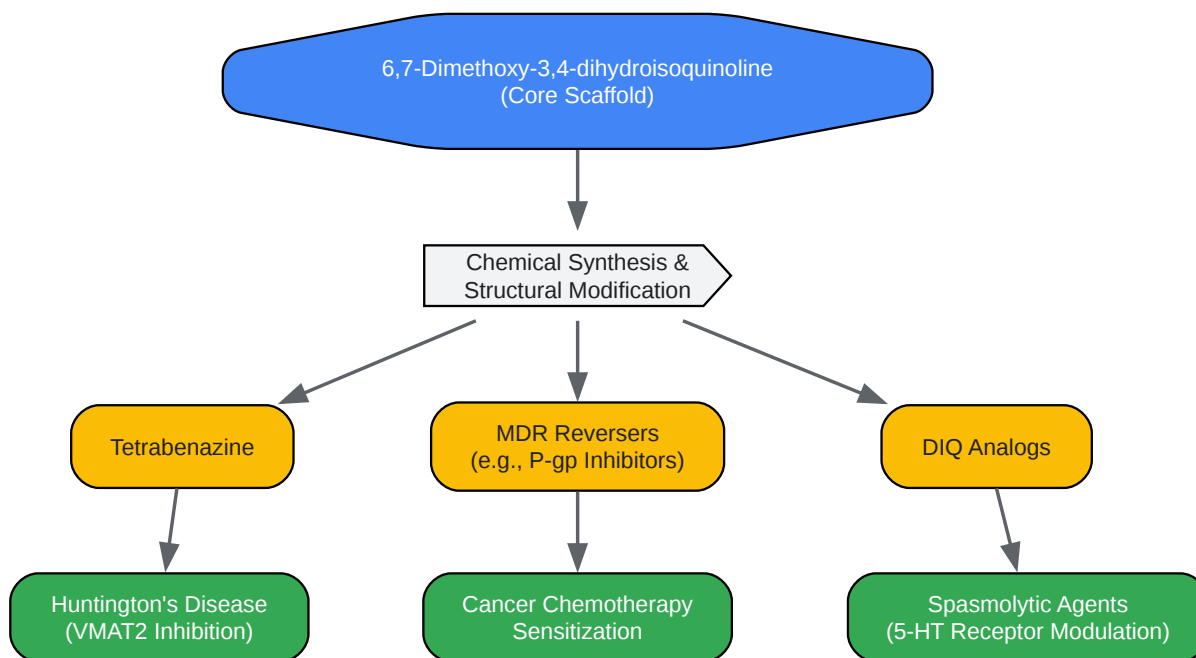 6,7-Dimethoxy-3,4-dihydroisoquinoline
(Core Scaffold)
Chemical Synthesis &
Structural Modification
Tetrabenazine
MDR Reversers
(e.g., P-gp Inhibitors)
DIQ Analogs
Huntington's Disease
(VMAT2 Inhibition)
Cancer Chemotherapy
Sensitization
Spasmolytic Agents
(5-HT Receptor Modulation)